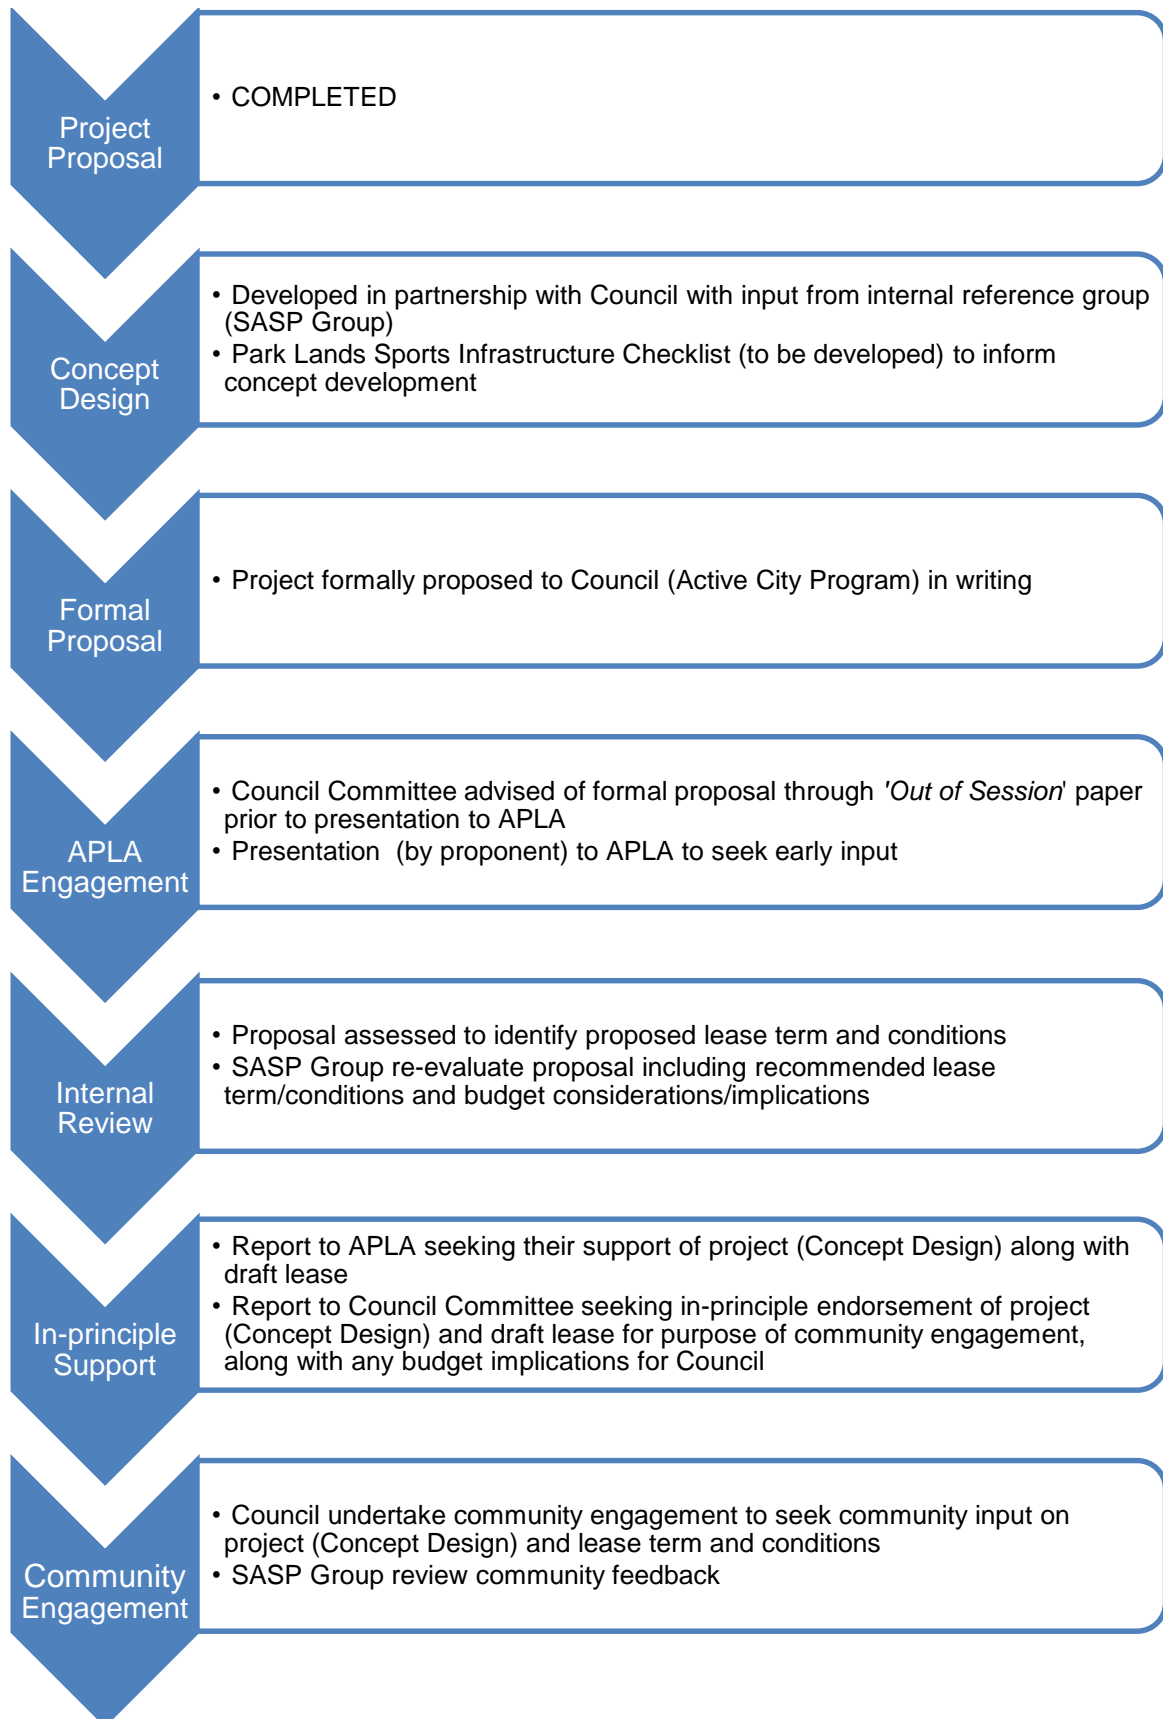 Project
Proposal
• COMPLETED
Concept
Design
• Developed in partnership with Council with input from internal reference group
(SASP Group)
• Park Lands Sports Infrastructure Checklist (to be developed) to inform
concept development
Formal
Proposal
• Project formally proposed to Council (Active City Program) in writing
APLA
Engagement
• Council Committee advised of formal proposal through 'Out of Session' paper
prior to presentation to APLA
• Presentation (by proponent) to APLA to seek early input
Internal
Review
• Proposal assessed to identify proposed lease term and conditions
• SASP Group re-evaluate proposal including recommended lease
term/conditions and budget considerations/implications
In-principle
Support
• Report to APLA seeking their support of project (Concept Design) along with
draft lease
• Report to Council Committee seeking in-principle endorsement of project
(Concept Design) and draft lease for purpose of community engagement,
along with any budget implications for Council
Community
Engagement
• Council undertake community engagement to seek community input on
project (Concept Design) and lease term and conditions
• SASP Group review community feedback